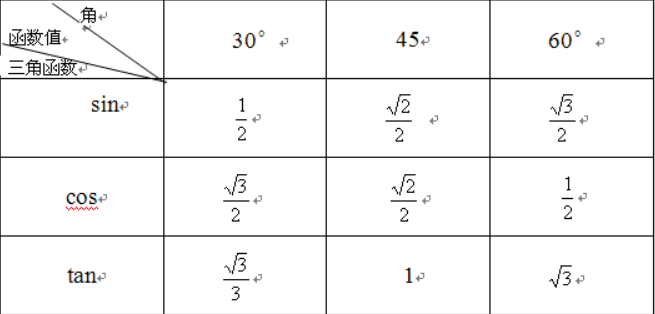 角
函数值
三角函数
30° 45 60°
sin 1/2 √2/2 √3/2
cos √3/2 √2/2 1/2
tan √3/3 1 √3